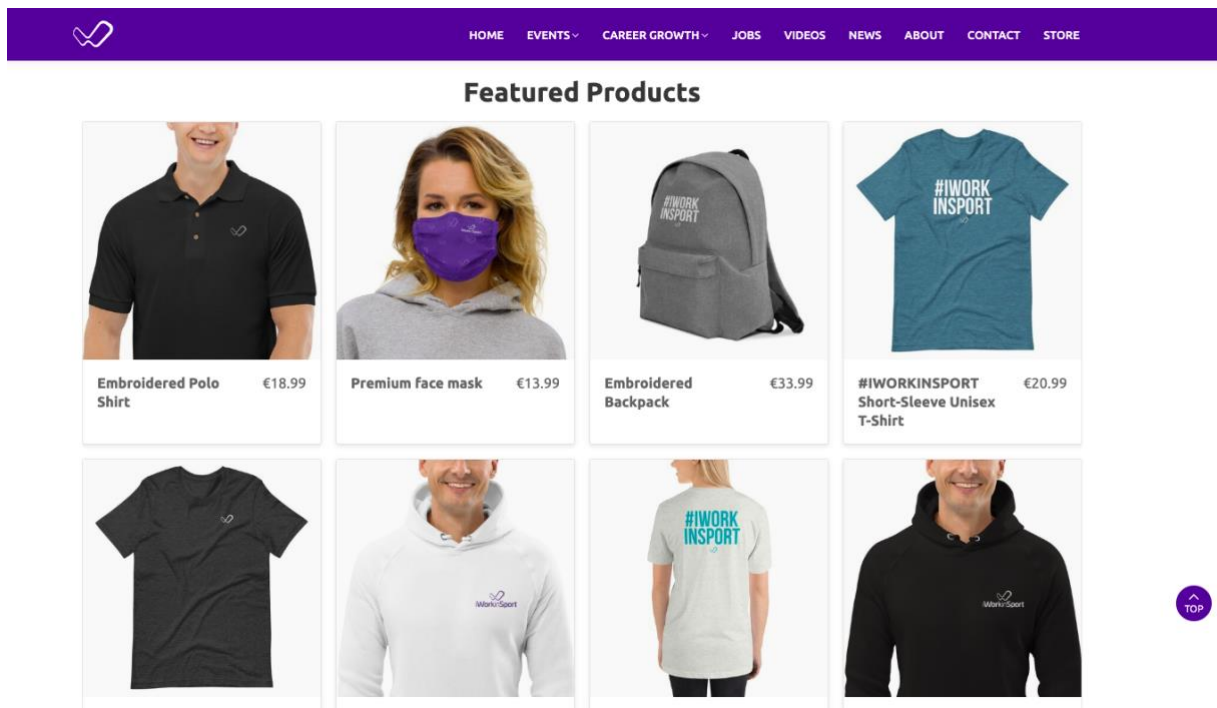 HOME EVENTS CAREER GROWTH JOBS VIDEOS NEWS ABOUT CONTACT STORE
Featured Products
#IWORK
INSPORT
#IWORK
INSPORT
Embroidered Polo
Shirt
€18.99
Premium face mask
€13.99
Embroidered
Backpack
€33.99
#IWORKINSPORT
Short-Sleeve Unisex
T-Shirt
€20.99
iWorkinSport
#IWORK
INSPORT
iWorkinSport
TOP